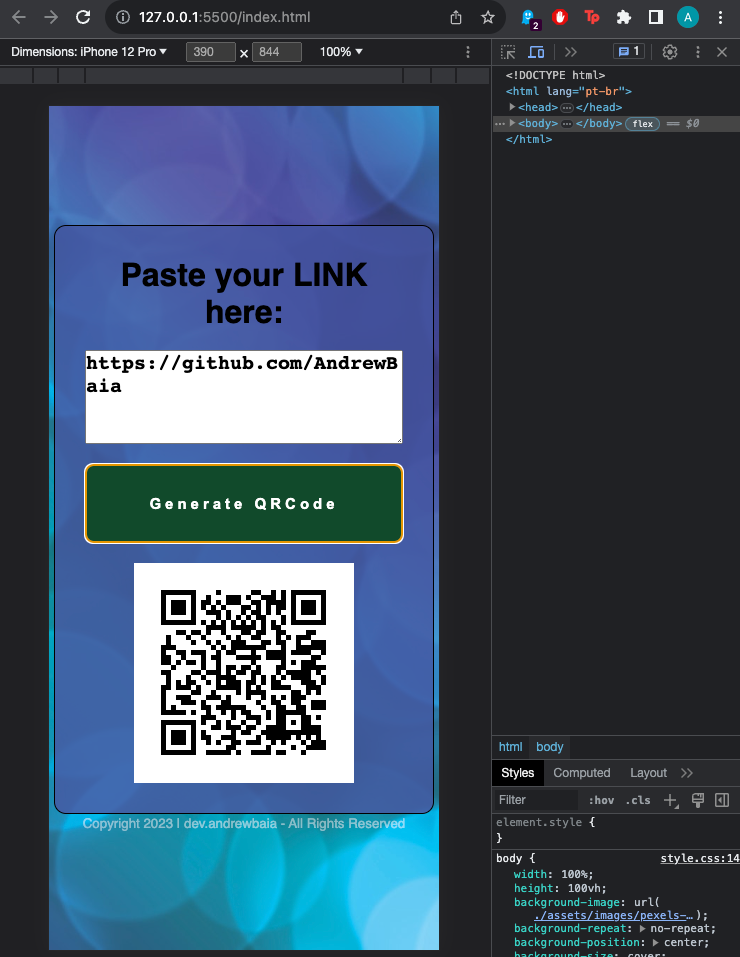 127.0.0.1:5500/index.html
2
A
Dimensions: iPhone 12 Pro ▾ 390 × 844 100% ▾
1
<!DOCTYPE html>
<html lang="pt-br">
<head> … </head>
<body> … </body> flex == $0
</html>
Paste your LINK
here:
https://github.com/AndrewB
aia
Generate QRCode
Copyright 2023 | dev.andrewbaia - All Rights Reserved
html body
Styles Computed Layout
Filter :hov .cls
element.style {
}
body { style.css:14
width: 100%;
height: 100vh;
background-image: url(
./assets/images/pexels-… );
background-repeat: no-repeat;
background-position: center;
background-size: cover;